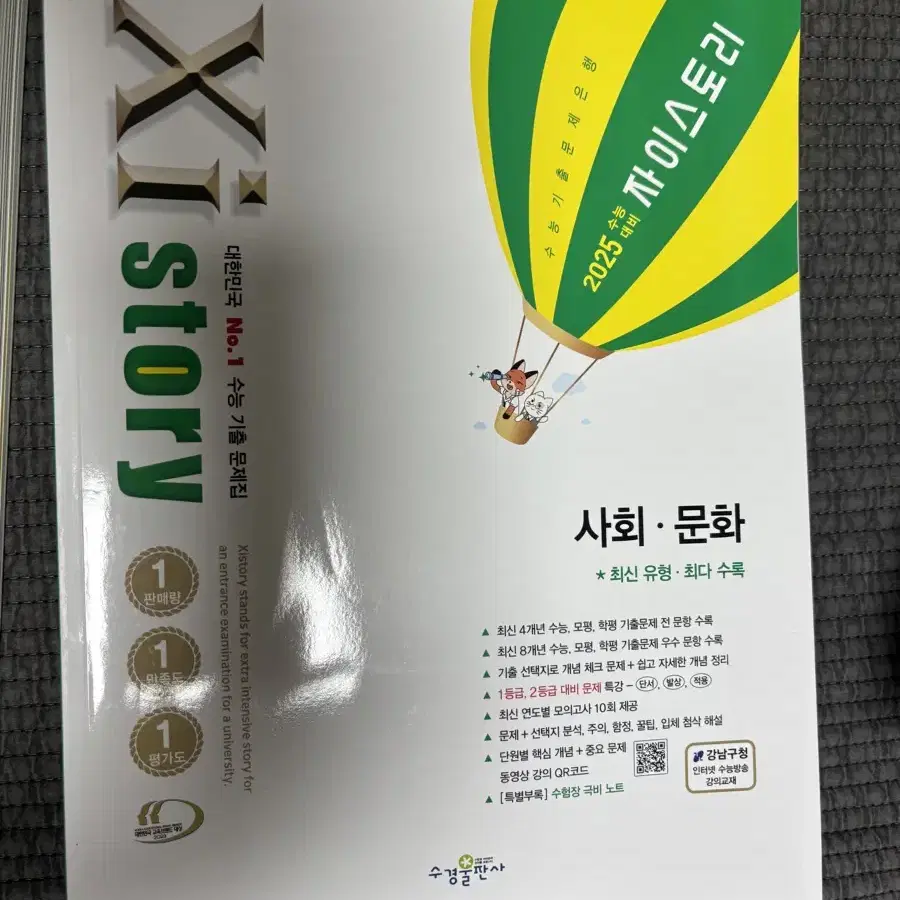 Xi
story
대한민국 No.1 수능 기출 문제집
Xistory stands for extra intensive story for
an entrance examination for a university.
1
판매량
1
만족도
1
평가도
2023
수능기출문제은행
2025 수능
대비
자이스토리
사회·문화
* 최신 유형·최다 수록
▲ 최신 4개년 수능, 모평, 학평 기출문제 전 문항 수록
▲ 최신 8개년 수능, 모평, 학평 기출문제 우수 문항 수록
▲ 기출 선택지로 개념 체크 문제 + 쉽고 자세한 개념 정리
▲ 1등급, 2등급 대비 문제 특강 - 단서, 발상, 적용
▲ 최신 연도별 모의고사 10회 제공
▲ 문제 + 선택지 분석, 주의, 함정, 꿀팁, 입체 첨삭 해설
▲ 단원별 핵심 개념 + 중요 문제
동영상 강의 QR코드
▲ [특별부록] 수험장 극비 노트
강남구청
인터넷 수능방송
강의교재
수경출판사